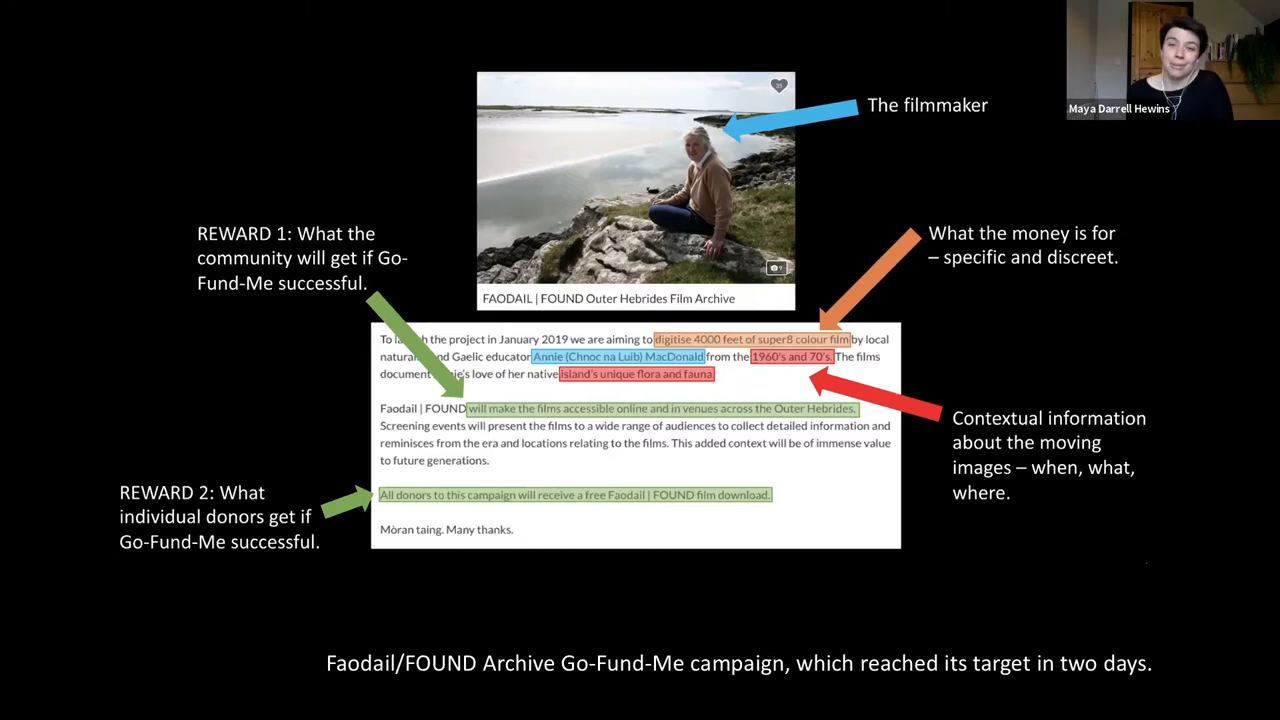 Maya Darrell Hewins
The filmmaker
35
9
FAODAIL | FOUND Outer Hebrides Film Archive
REWARD 1: What the
community will get if Go-
Fund-Me successful.
What the money is for
– specific and discreet.
To la ch the project in January 2019 we are aiming to digitise 4000 feet of super8 colour film by local
natura nd Gaelic educator Annie (Chnoc na Luib) MacDonald from the 1960's and 70's. The films
document ie's love of her native island's unique flora and fauna.
Faodail | FOUND will make the films accessible online and in venues across the Outer Hebrides.
Screening events will present the films to a wide range of audiences to collect detailed information and
reminisces from the era and locations relating to the films. This added context will be of immense value
to future generations.
All donors to this campaign will receive a free Faodail | FOUND film download.
Mòran taing. Many thanks.
Contextual information
about the moving
images – when, what,
where.
REWARD 2: What
individual donors get if
Go-Fund-Me successful.
Faodail/FOUND Archive Go-Fund-Me campaign, which reached its target in two days.